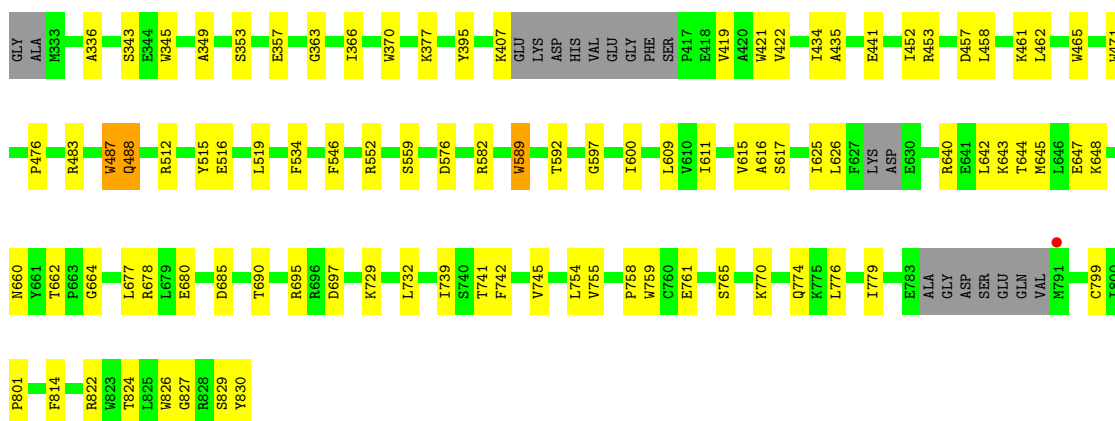 GLY ALA M333 A336 S343 E344 W345 A349 S353 E357 G363 I366 W370 K377 Y395 K407 GLU LYS ASP HIS VAL GLU GLY PHE SER P417 E418 V419 A420 W421 V422 I434 A435 E441 I452 R453 D457 L458 K461 L462 W465 W471
P476 R483 W487 Q488 R512 Y515 E516 L519 F534 F546 R552 S559 D576 R582 W589 T592 G597 I600 L609 V610 I611 V615 A616 S617 I625 L626 F627 LYS ASP E630 R640 E641 L642 K643 T644 M645 L646 E647 K648
N660 Y661 T662 P663 G664 L677 R678 L679 E680 D685 T690 R695 R696 D697 K729 L732 I739 S740 T741 F742 V745 L754 V755 P758 W759 C760 E761 S765 K770 Q774 K775 L776 I779 E783 ALA GLY ASP SER GLU GLN VAL M791 C799 I800
P801 F814 R822 W823 T824 L825 W826 G827 R828 S829 Y830